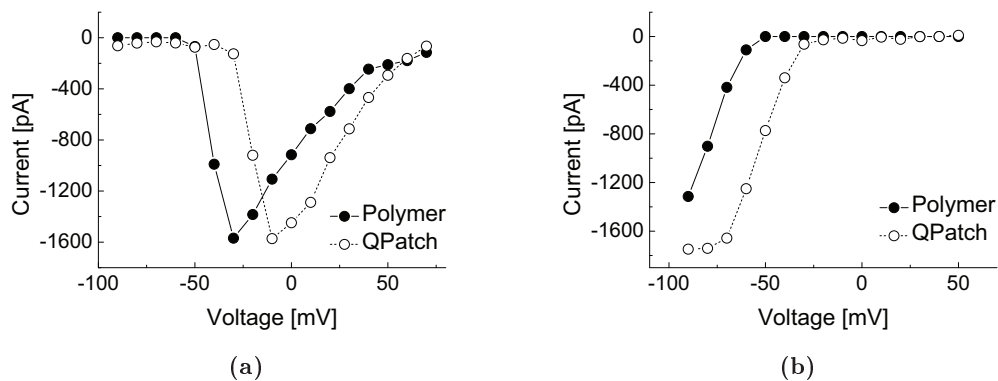 0
-400
-800
-1200
-1600
Current [pA]
-100
-50
0
50
Voltage [mV]
Polymer
QPatch
(a)
0
-400
-800
-1200
-1600
Current [pA]
-100
-50
0
50
Voltage [mV]
Polymer
QPatch
(b)